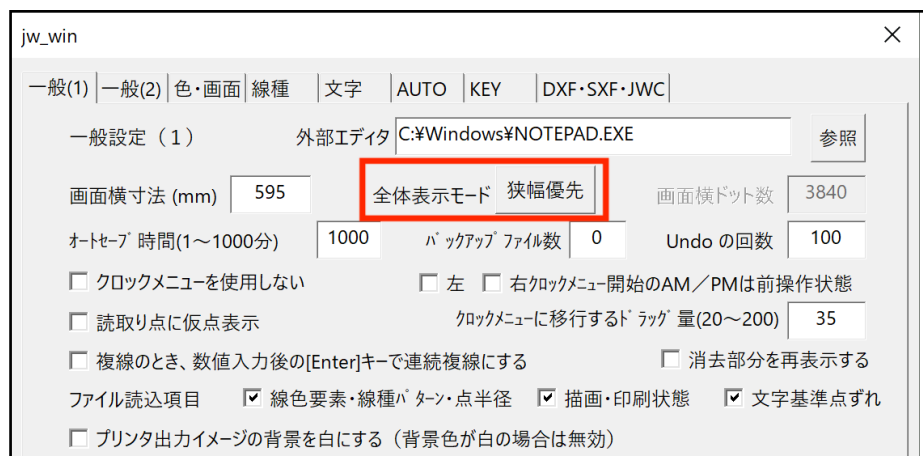 jw_win
一般(1) 一般(2) 色・画面 線種 文字 AUTO KEY DXF・SXF・JWC
一般設定（1） 外部エディタ C:¥Windows¥NOTEPAD.EXE 参照
画面横寸法 (mm) 595 全体表示モード 狭幅優先 画面横ドット数 3840
オートセーブ時間(1～1000分) 1000 バックアップファイル数 0 Undo の回数 100
クロックメニューを使用しない 左 右クロックメニュー開始のAM／PMは前操作状態
読取り点に仮点表示 クロックメニューに移行するドラッグ量(20～200) 35
複線のとき、数値入力後の[Enter]キーで連続複線にする 消去部分を再表示する
ファイル読込項目 線色要素・線種パターン・点半径 描画・印刷状態 文字基準点ずれ
プリンタ出力イメージの背景を白にする（背景色が白の場合は無効）